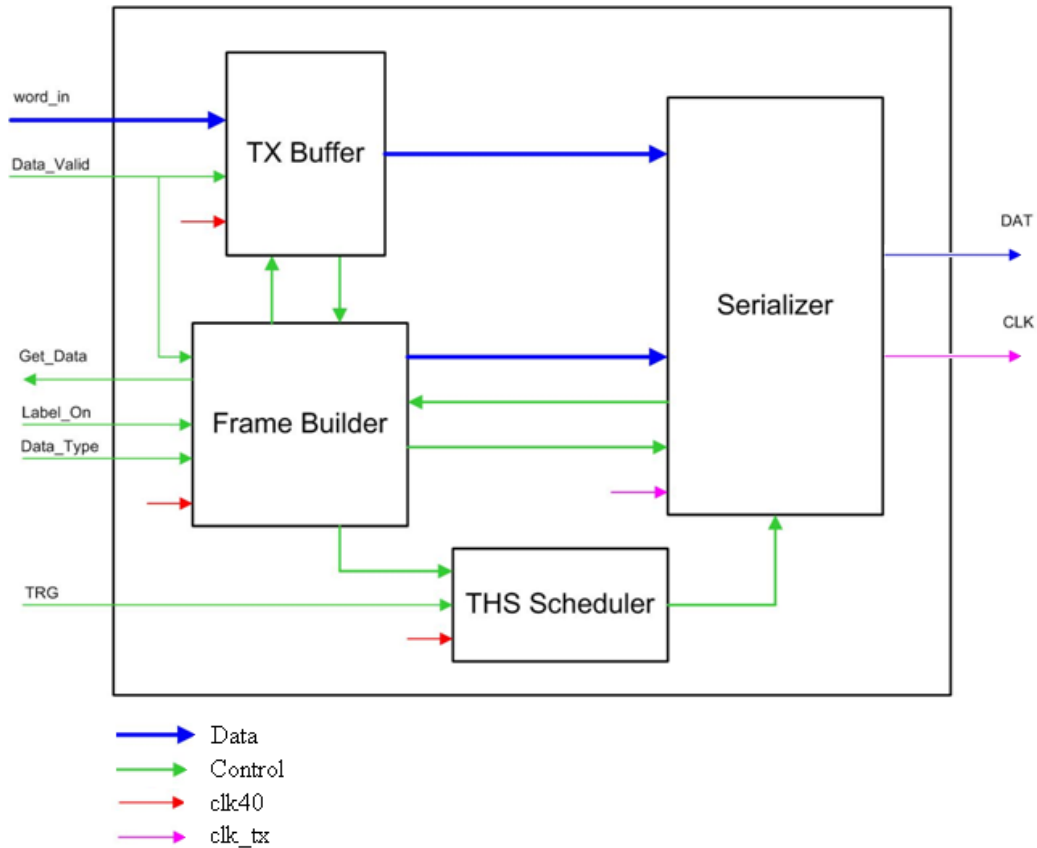 word_in
TX Buffer
Data_Valid
DAT
Serializer
CLK
Get_Data
Label_On
Frame Builder
Data_Type
TRG
THS Scheduler
Data
Control
clk40
clk_tx